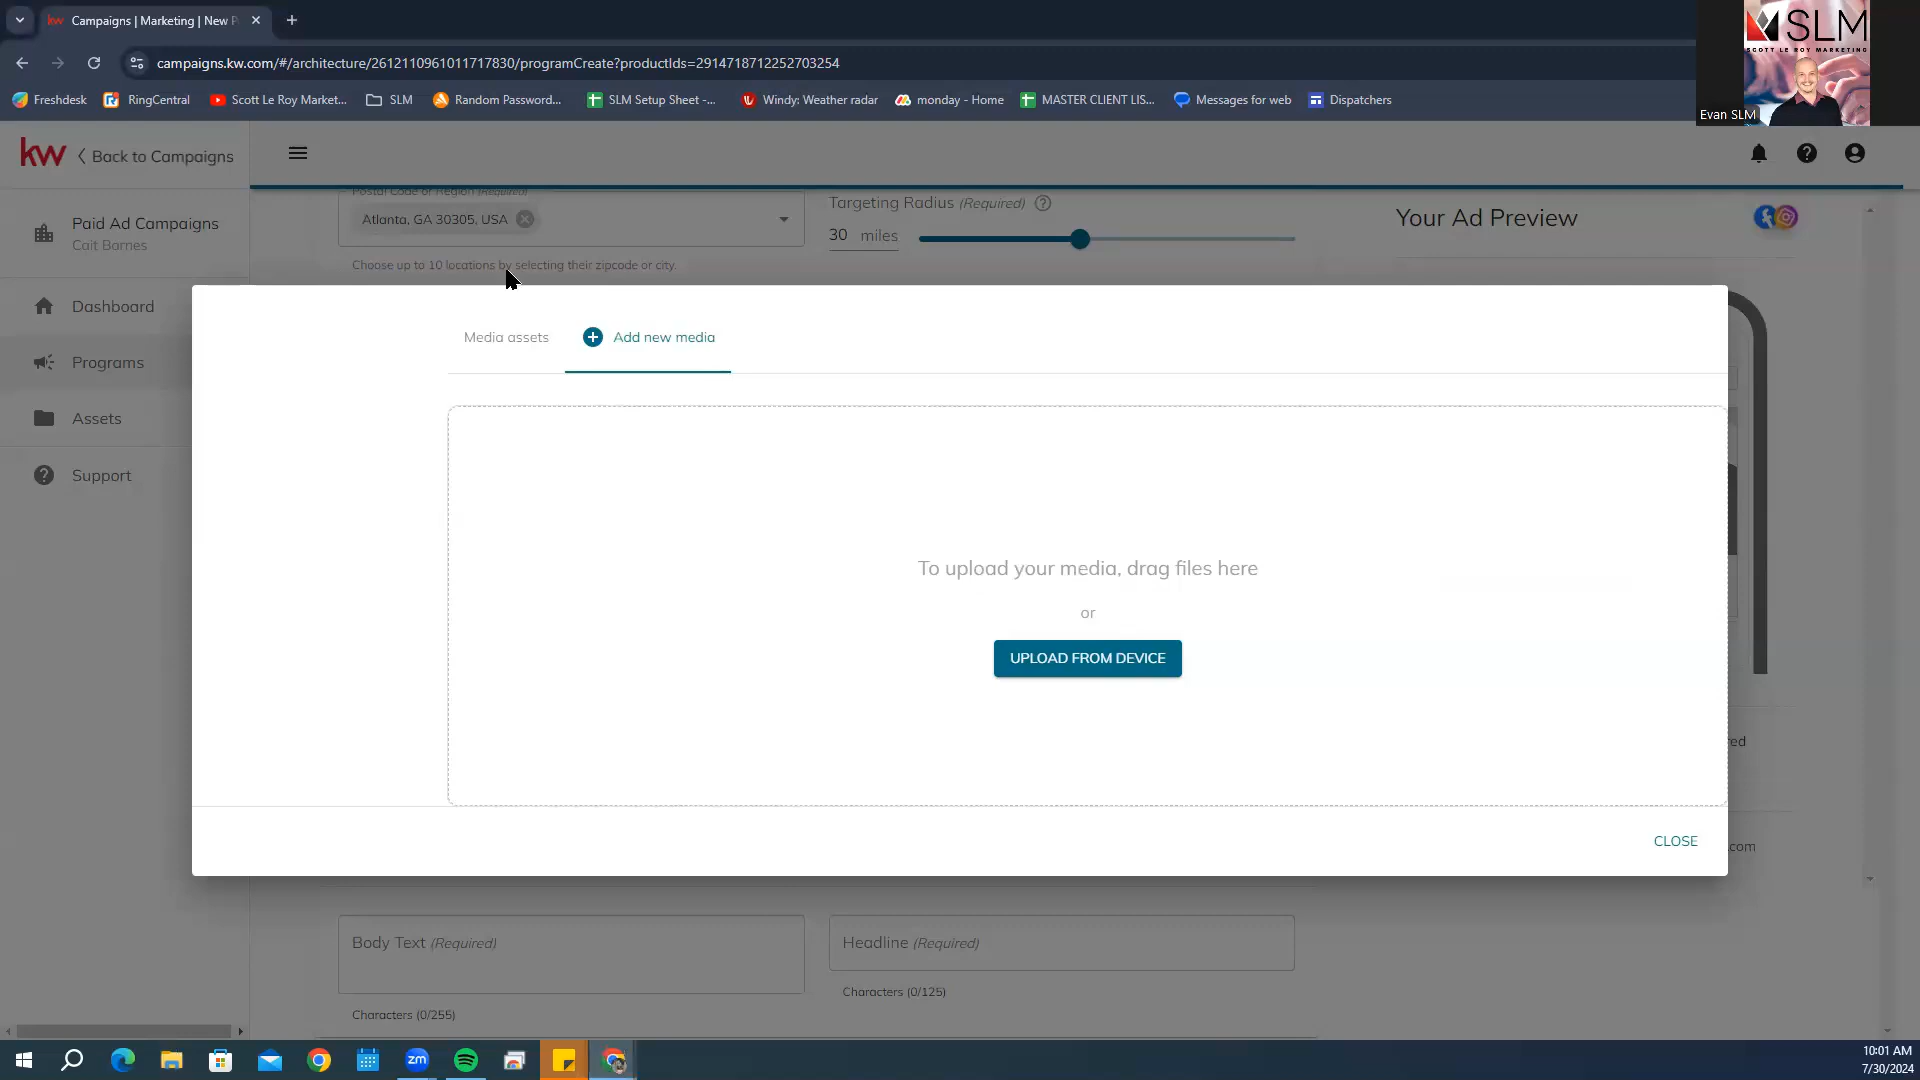 Campaigns | Marketing | New P
campaigns.kw.com/#/architecture/2612110961011717830/programCreate?productIds=2914718712252703254
Freshdesk RingCentral Scott Le Roy Market... SLM Random Password... SLM Setup Sheet -... Windy: Weather radar monday - Home MASTER CLIENT LIS... Messages for web Dispatchers
SLM
SCOTT LE ROY MARKETING
Evan SLM
kw Back to Campaigns
Paid Ad Campaigns
Cait Barnes
Dashboard
Programs
Assets
Support
Postal Code or Region (Required)
Atlanta, GA 30305, USA
Choose up to 10 locations by selecting their zipcode or city.
Targeting Radius (Required)
30 miles
Your Ad Preview
Media assets
Add new media
To upload your media, drag files here
or
UPLOAD FROM DEVICE
CLOSE
red
.com
Body Text (Required)
Characters (0/255)
Headline (Required)
Characters (0/125)
zm
10:01 AM
7/30/2024